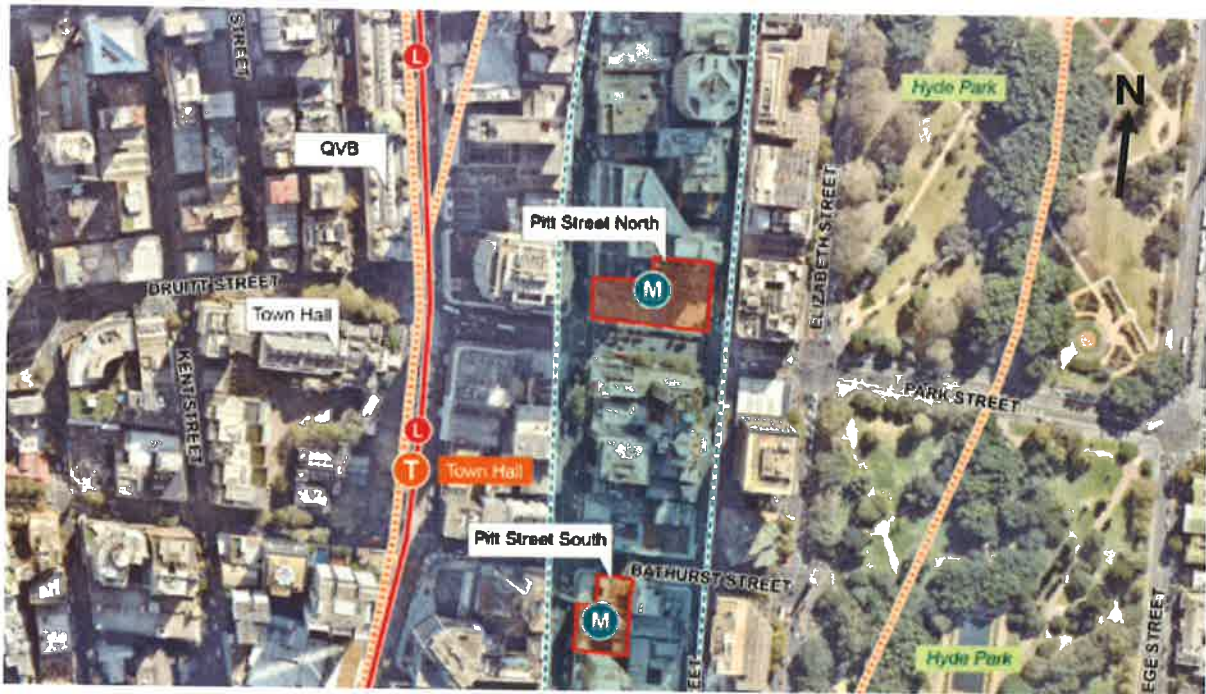 STREET
L
Hyde Park
N
QVB
Pitt Street North
ELIZABETH STREET
M
DRUITT STREET
Town Hall
KENT STREET
PARK STREET
L
T
Town Hall
Pitt Street South
BATHURST STREET
M
EGE STREET
Hyde Park
EET